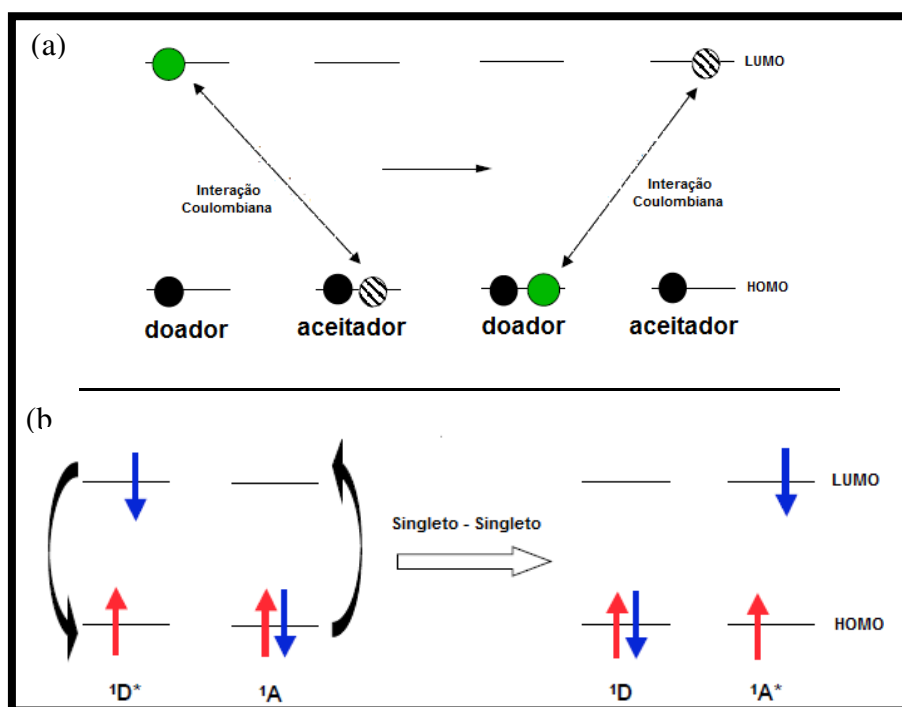 (a)
LUMO
Interação
Coulombiana
Interação
Coulombiana
HOMO
doador aceitador doador aceitador
(b
LUMO
Singleto - Singleto
HOMO
¹D* ¹A ¹D ¹A*